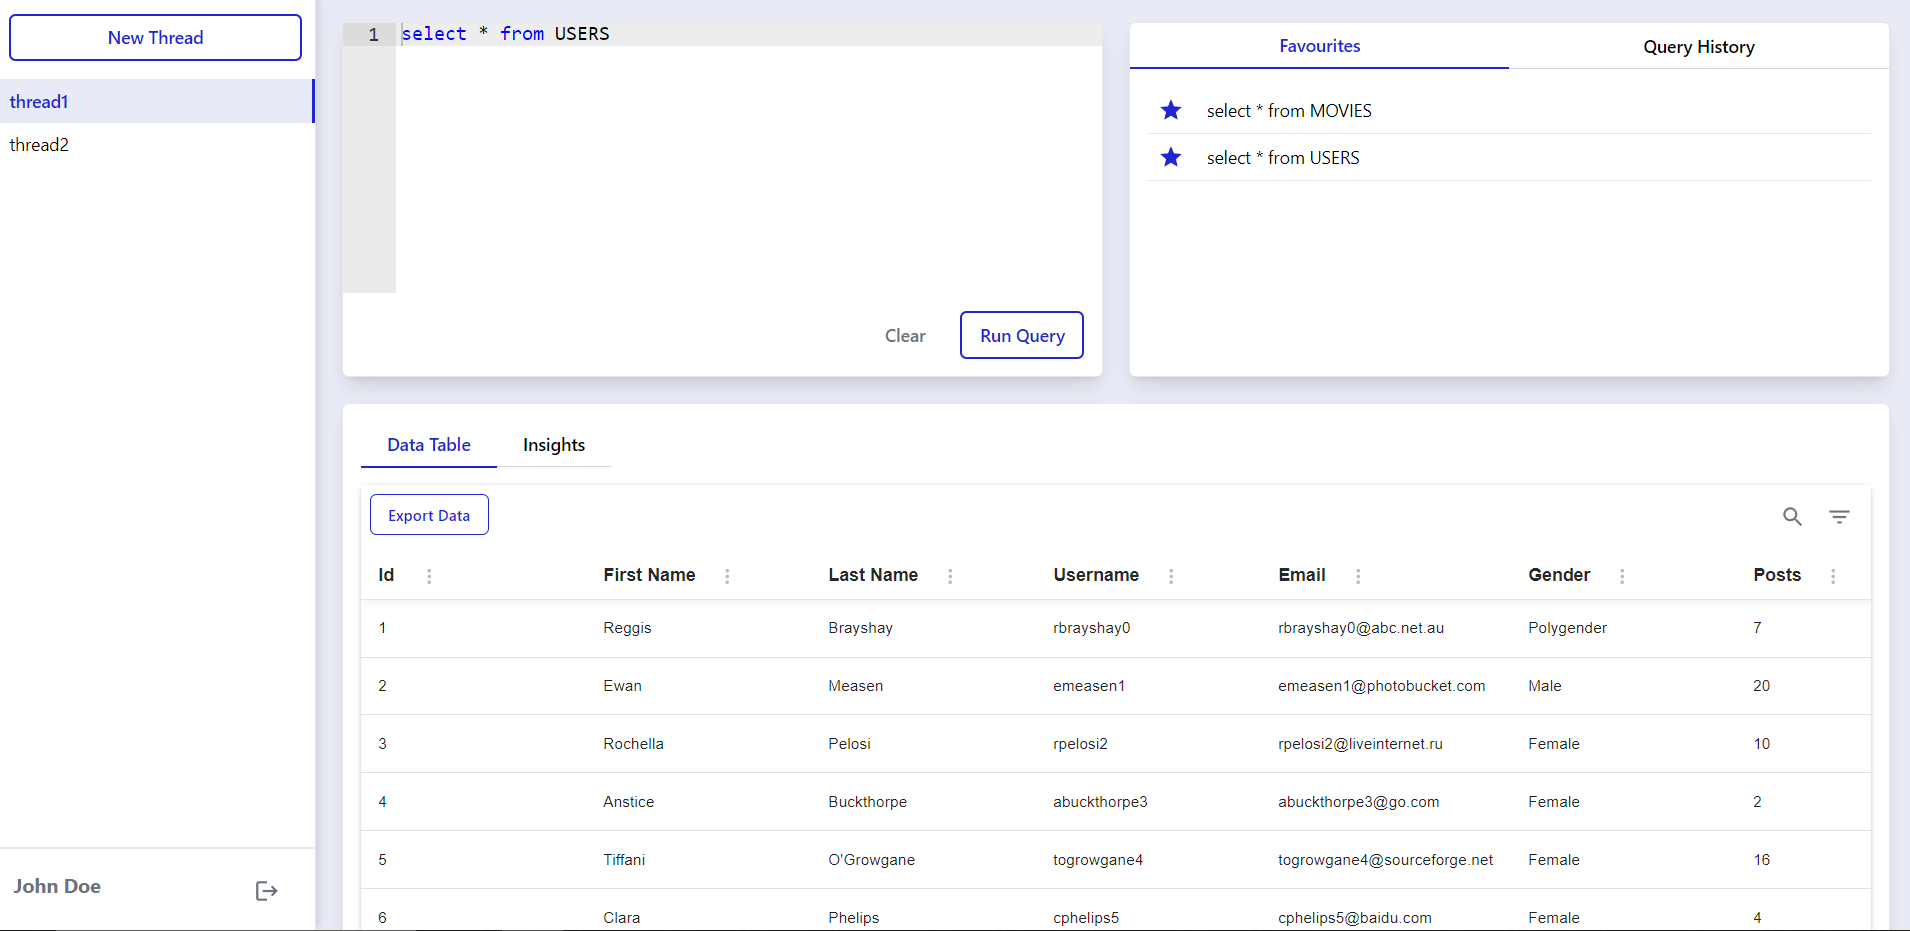 New Thread
thread1
thread2
John Doe
1 select * from USERS
Clear Run Query
Favourites Query History
select * from MOVIES
select * from USERS
Data Table Insights
Export Data
Id First Name Last Name Username Email Gender Posts
1 Reggis Brayshay rbrayshay0 rbrayshay0@abc.net.au Polygender 7
2 Ewan Measen emeasen1 emeasen1@photobucket.com Male 20
3 Rochella Pelosi rpelosi2 rpelosi2@liveinternet.ru Female 10
4 Anstice Buckthorpe abuckthorpe3 abuckthorpe3@go.com Female 2
5 Tiffani O'Growgane togrowgane4 togrowgane4@sourceforge.net Female 16
6 Clara Phelips cphelips5 cphelips5@baidu.com Female 4